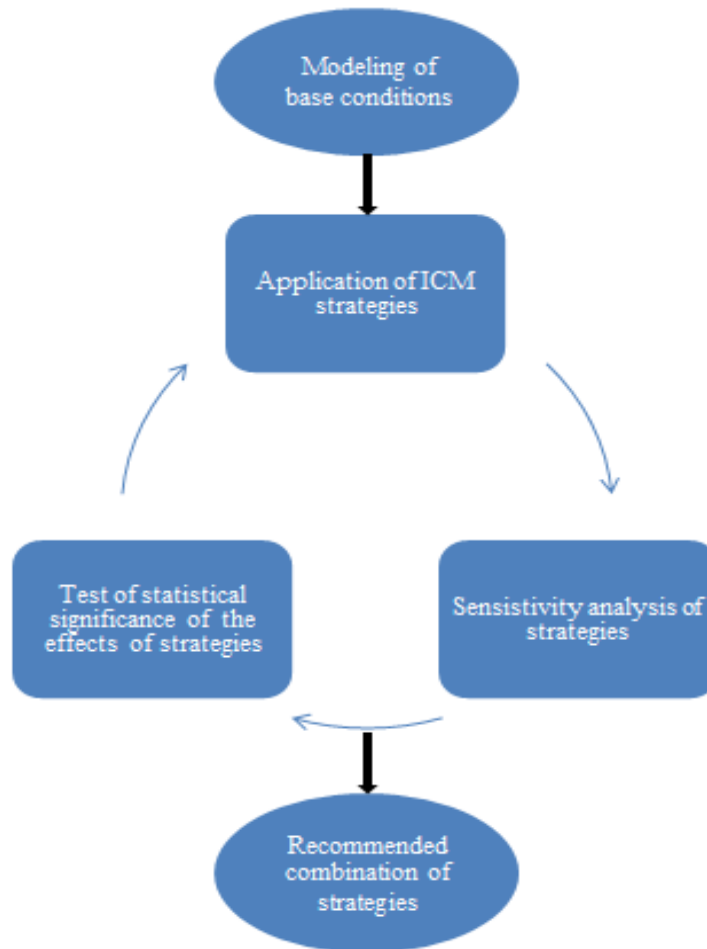 Modeling of
base conditions
Application of ICM
strategies
Test of statistical
significance of the
effects of strategies
Sensistivity analysis of
strategies
Recommended
combination of
strategies